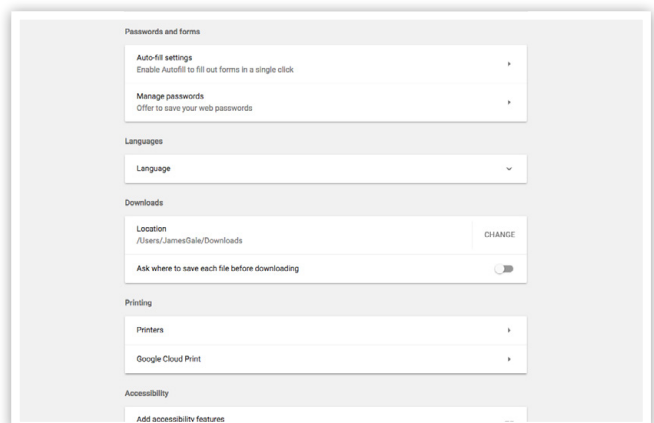 Passwords and forms
Auto-fill settings
Enable Autofill to fill out forms in a single click
Manage passwords
Offer to save your web passwords
Languages
Language
Downloads
Location
/Users/JamesGale/Downloads
CHANGE
Ask where to save each file before downloading
Printing
Printers
Google Cloud Print
Accessibility
Add accessibility features